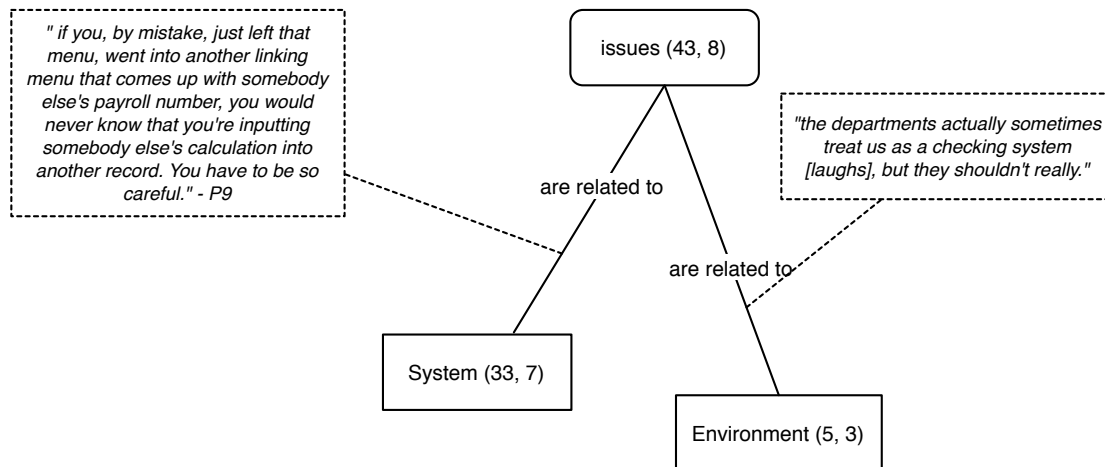 " if you, by mistake, just left that
menu, went into another linking
menu that comes up with somebody
else's payroll number, you would
never know that you're inputting
somebody else's calculation into
another record. You have to be so
careful." - P9
issues (43, 8)
"the departments actually sometimes
treat us as a checking system
[laughs], but they shouldn't really."
are related to
are related to
System (33, 7)
Environment (5, 3)